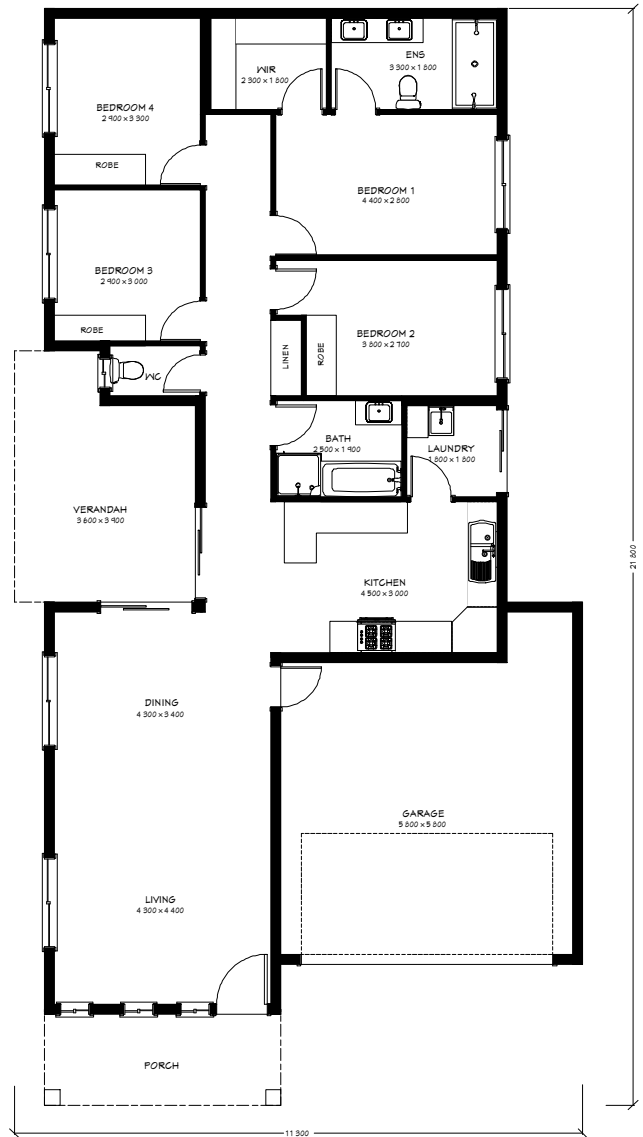 ENS
3 300 x 1 800
WIR
2 300 x 1 800
BEDROOM 4
2 900 x 3 300
ROBE
BEDROOM 1
4 400 x 2 800
BEDROOM 3
2 900 x 3 000
ROBE
BEDROOM 2
3 800 x 2 700
LINEN
ROBE
WC
BATH
2 500 x 1 900
LAUNDRY
1 800 x 1 800
VERANDAH
3 800 x 3 900
KITCHEN
4 500 x 3 000
21 800
DINING
4 300 x 3 400
GARAGE
5 800 x 5 800
LIVING
4 300 x 4 400
PORCH
11 300